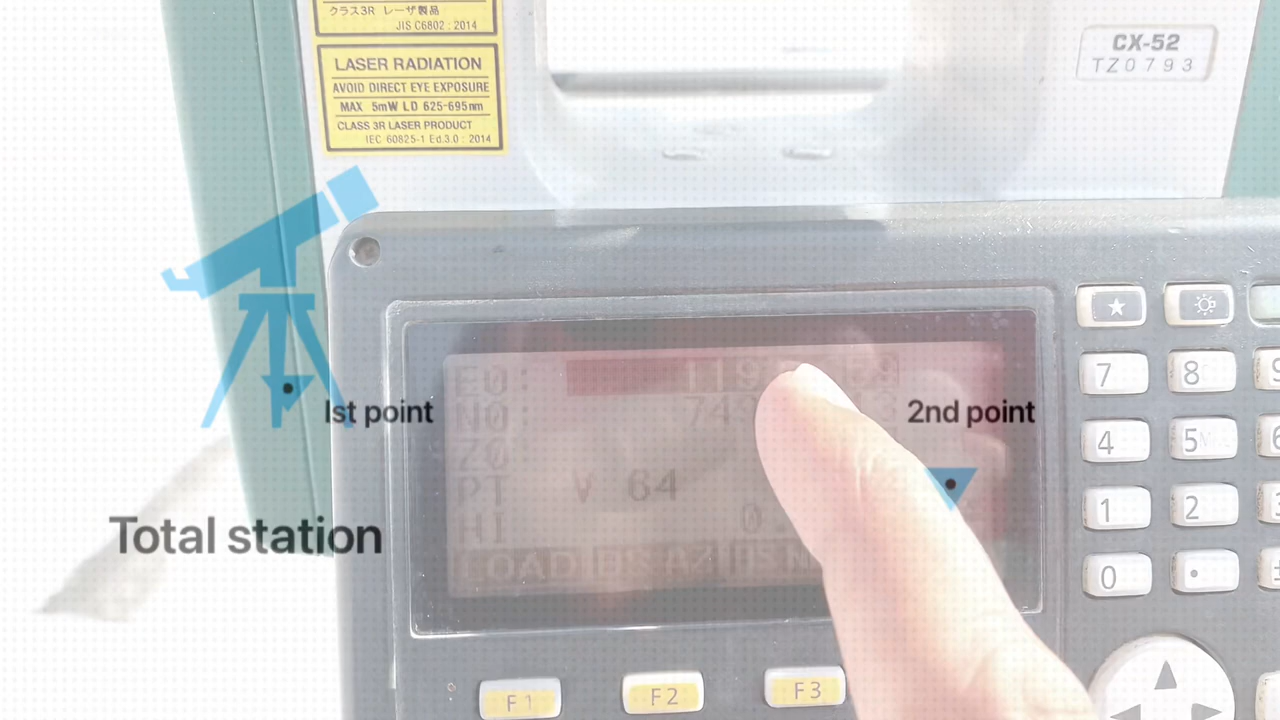 クラス3R レーザ製品
JIS C6802 : 2014
LASER RADIATION
AVOID DIRECT EYE EXPOSURE
MAX 5mW LD 625-695nm
CLASS 3R LASER PRODUCT
IEC 60825-1 Ed.3.0 : 2014
CX-52
TZ0793
E0:
N0:
Z0:
PT V 64
HI 0.
1st point
2nd point
Total station
7 8
4 5
1 2 3
0 .
F1 F2 F3